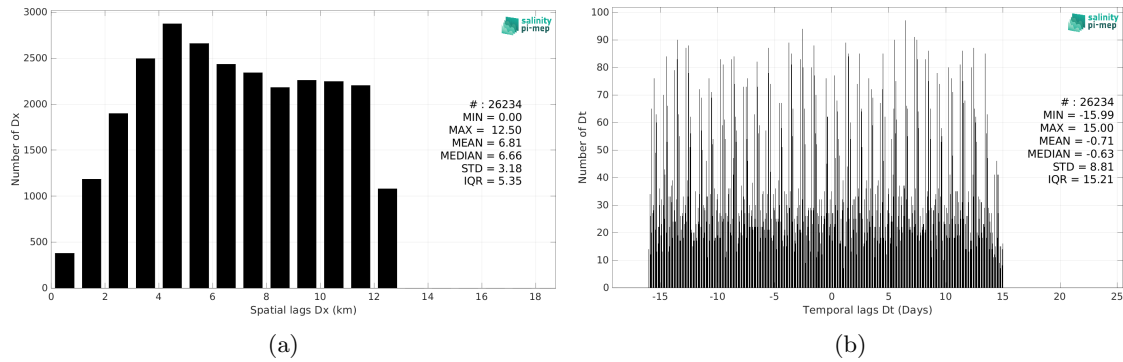 3000
2500
2000
1500
1000
500
0
Number of Dx
0
2
4
6
8
10
12
14
16
18
Spatial lags Dx (km)
salinity
pi-mep
# : 26234
MIN = 0.00
MAX = 12.50
MEAN = 6.81
MEDIAN = 6.66
STD = 3.18
IQR = 5.35
(a)
100
90
80
70
60
50
40
30
20
10
0
Number of Dt
-15
-10
-5
0
5
10
15
20
25
Temporal lags Dt (Days)
salinity
pi-mep
# : 26234
MIN = -15.99
MAX = 15.00
MEAN = -0.71
MEDIAN = -0.63
STD = 8.81
IQR = 15.21
(b)